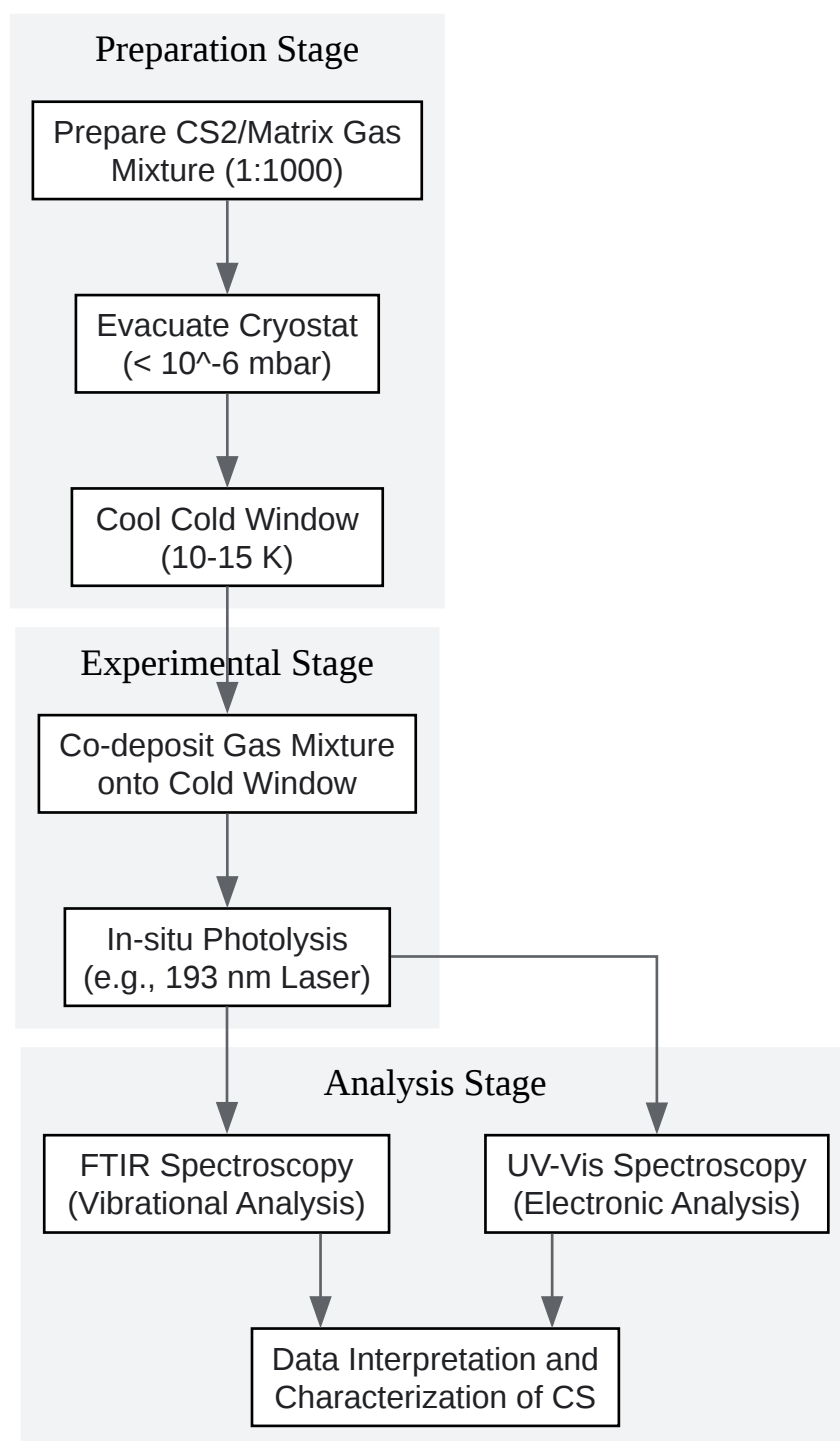 Preparation Stage
Prepare CS2/Matrix Gas
Mixture (1:1000)
Evacuate Cryostat
(< 10^-6 mbar)
Cool Cold Window
(10-15 K)
Experimental Stage
Co-deposit Gas Mixture
onto Cold Window
In-situ Photolysis
(e.g., 193 nm Laser)
Analysis Stage
FTIR Spectroscopy
(Vibrational Analysis)
UV-Vis Spectroscopy
(Electronic Analysis)
Data Interpretation and
Characterization of CS